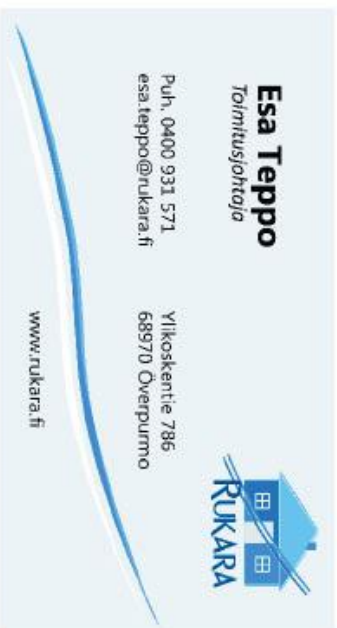 Esa Teppo
Toimitusjohtaja
RUKARA
Puh. 0400 931 571
esa.teppo@rukara.fi
Ylikoskentie 786
68970 Överpurmo
www.rukara.fi